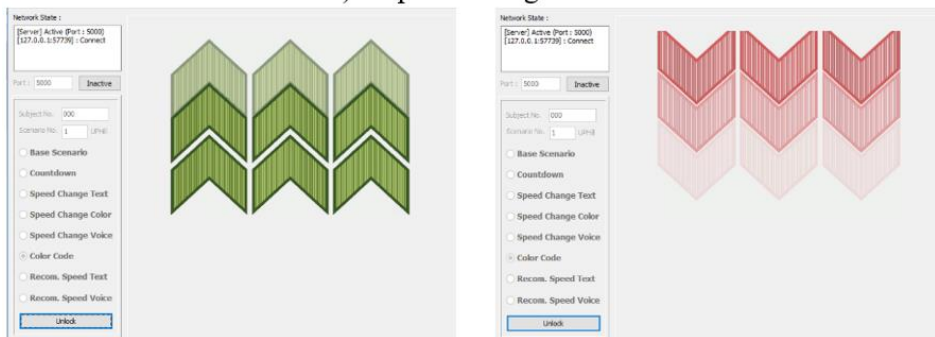 Network State :
[Server] Active (Port : 5000)
[127.0.0.1:57739] : Connect
Port : 5000 Inactive
Subject No. 000
Scenario No. 1 Uphill
Base Scenario
Countdown
Speed Change Text
Speed Change Color
Speed Change Voice
Color Code
Recom. Speed Text
Recom. Speed Voice
Unlock
Network State :
[Server] Active (Port : 5000)
[127.0.0.1:57739] : Connect
Port : 5000 Inactive
Subject No. 000
Scenario No. 1 Uphill
Base Scenario
Countdown
Speed Change Text
Speed Change Color
Speed Change Voice
Color Code
Recom. Speed Text
Recom. Speed Voice
Unlock